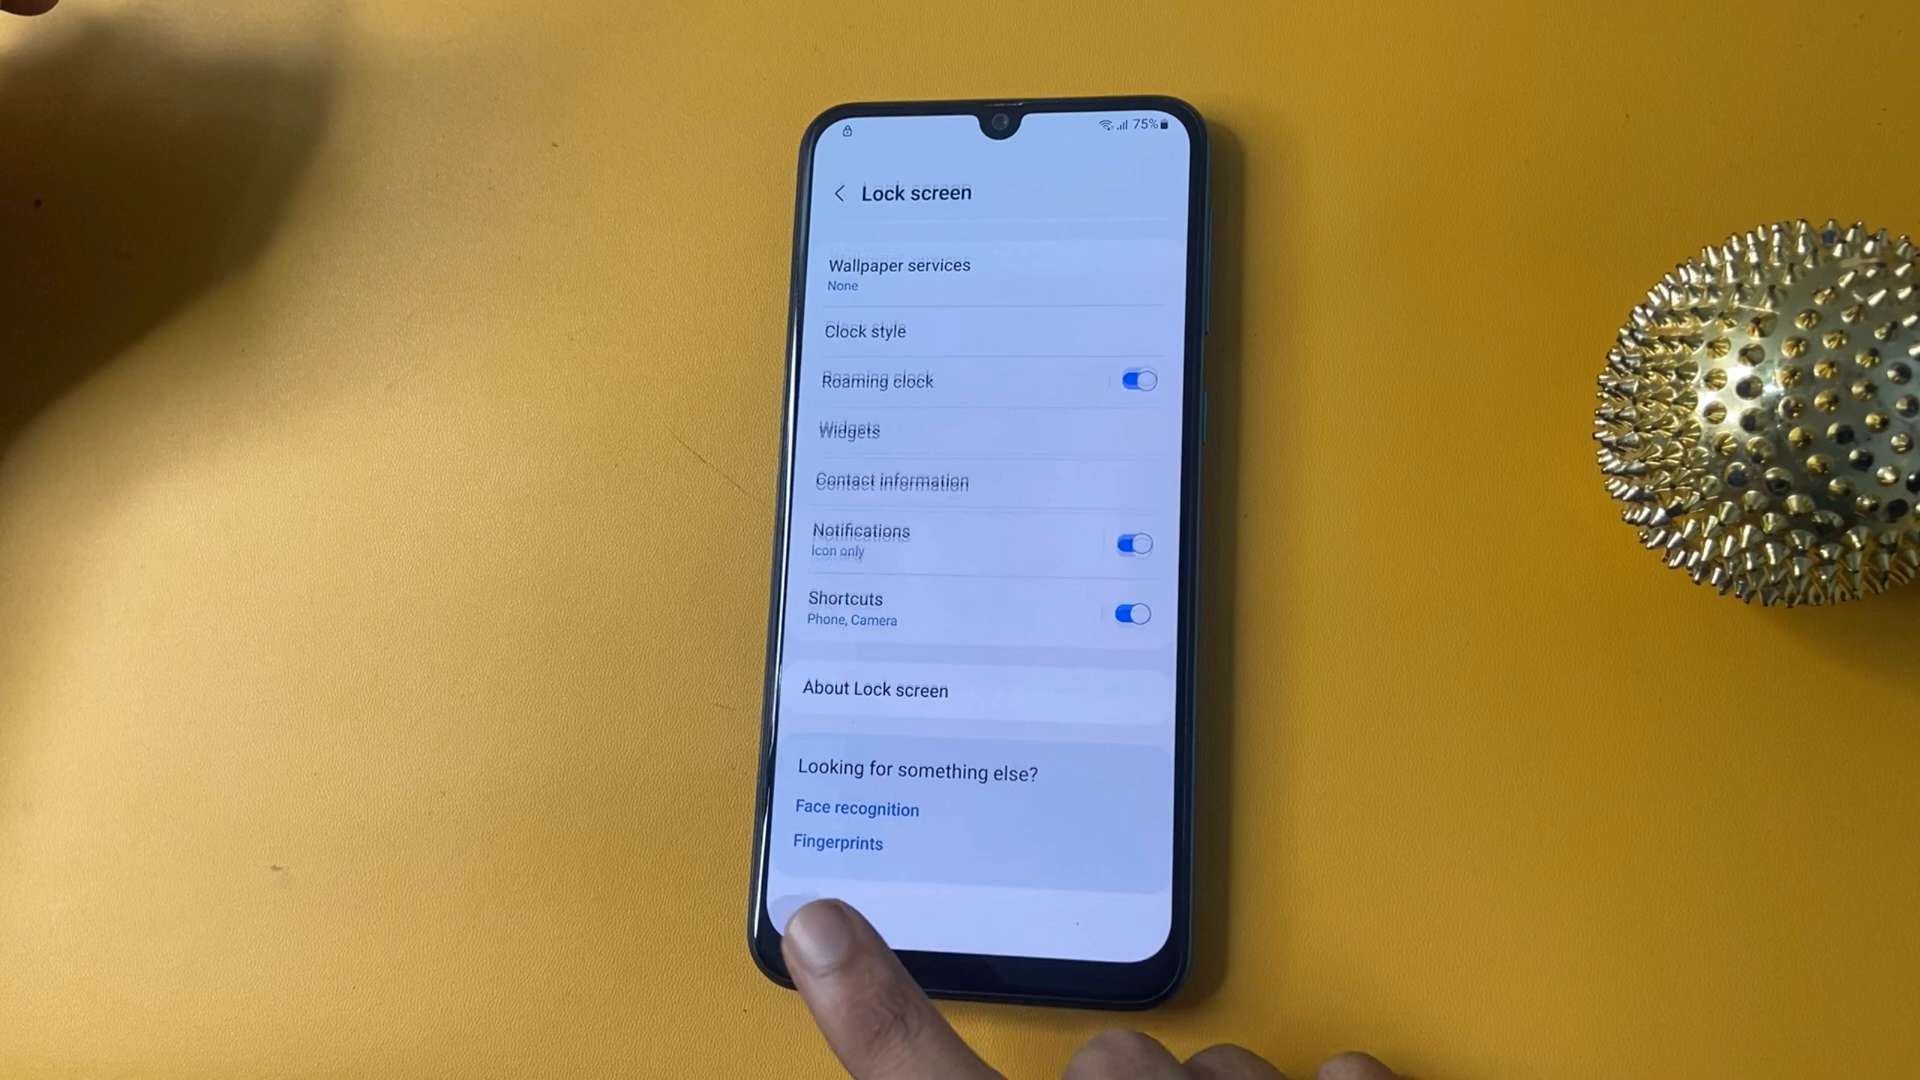 75%
Lock screen
Wallpaper services
None
Clock style
Roaming clock
Widgets
Contact information
Notifications
Icon only
Shortcuts
Phone, Camera
About Lock screen
Looking for something else?
Face recognition
Fingerprints